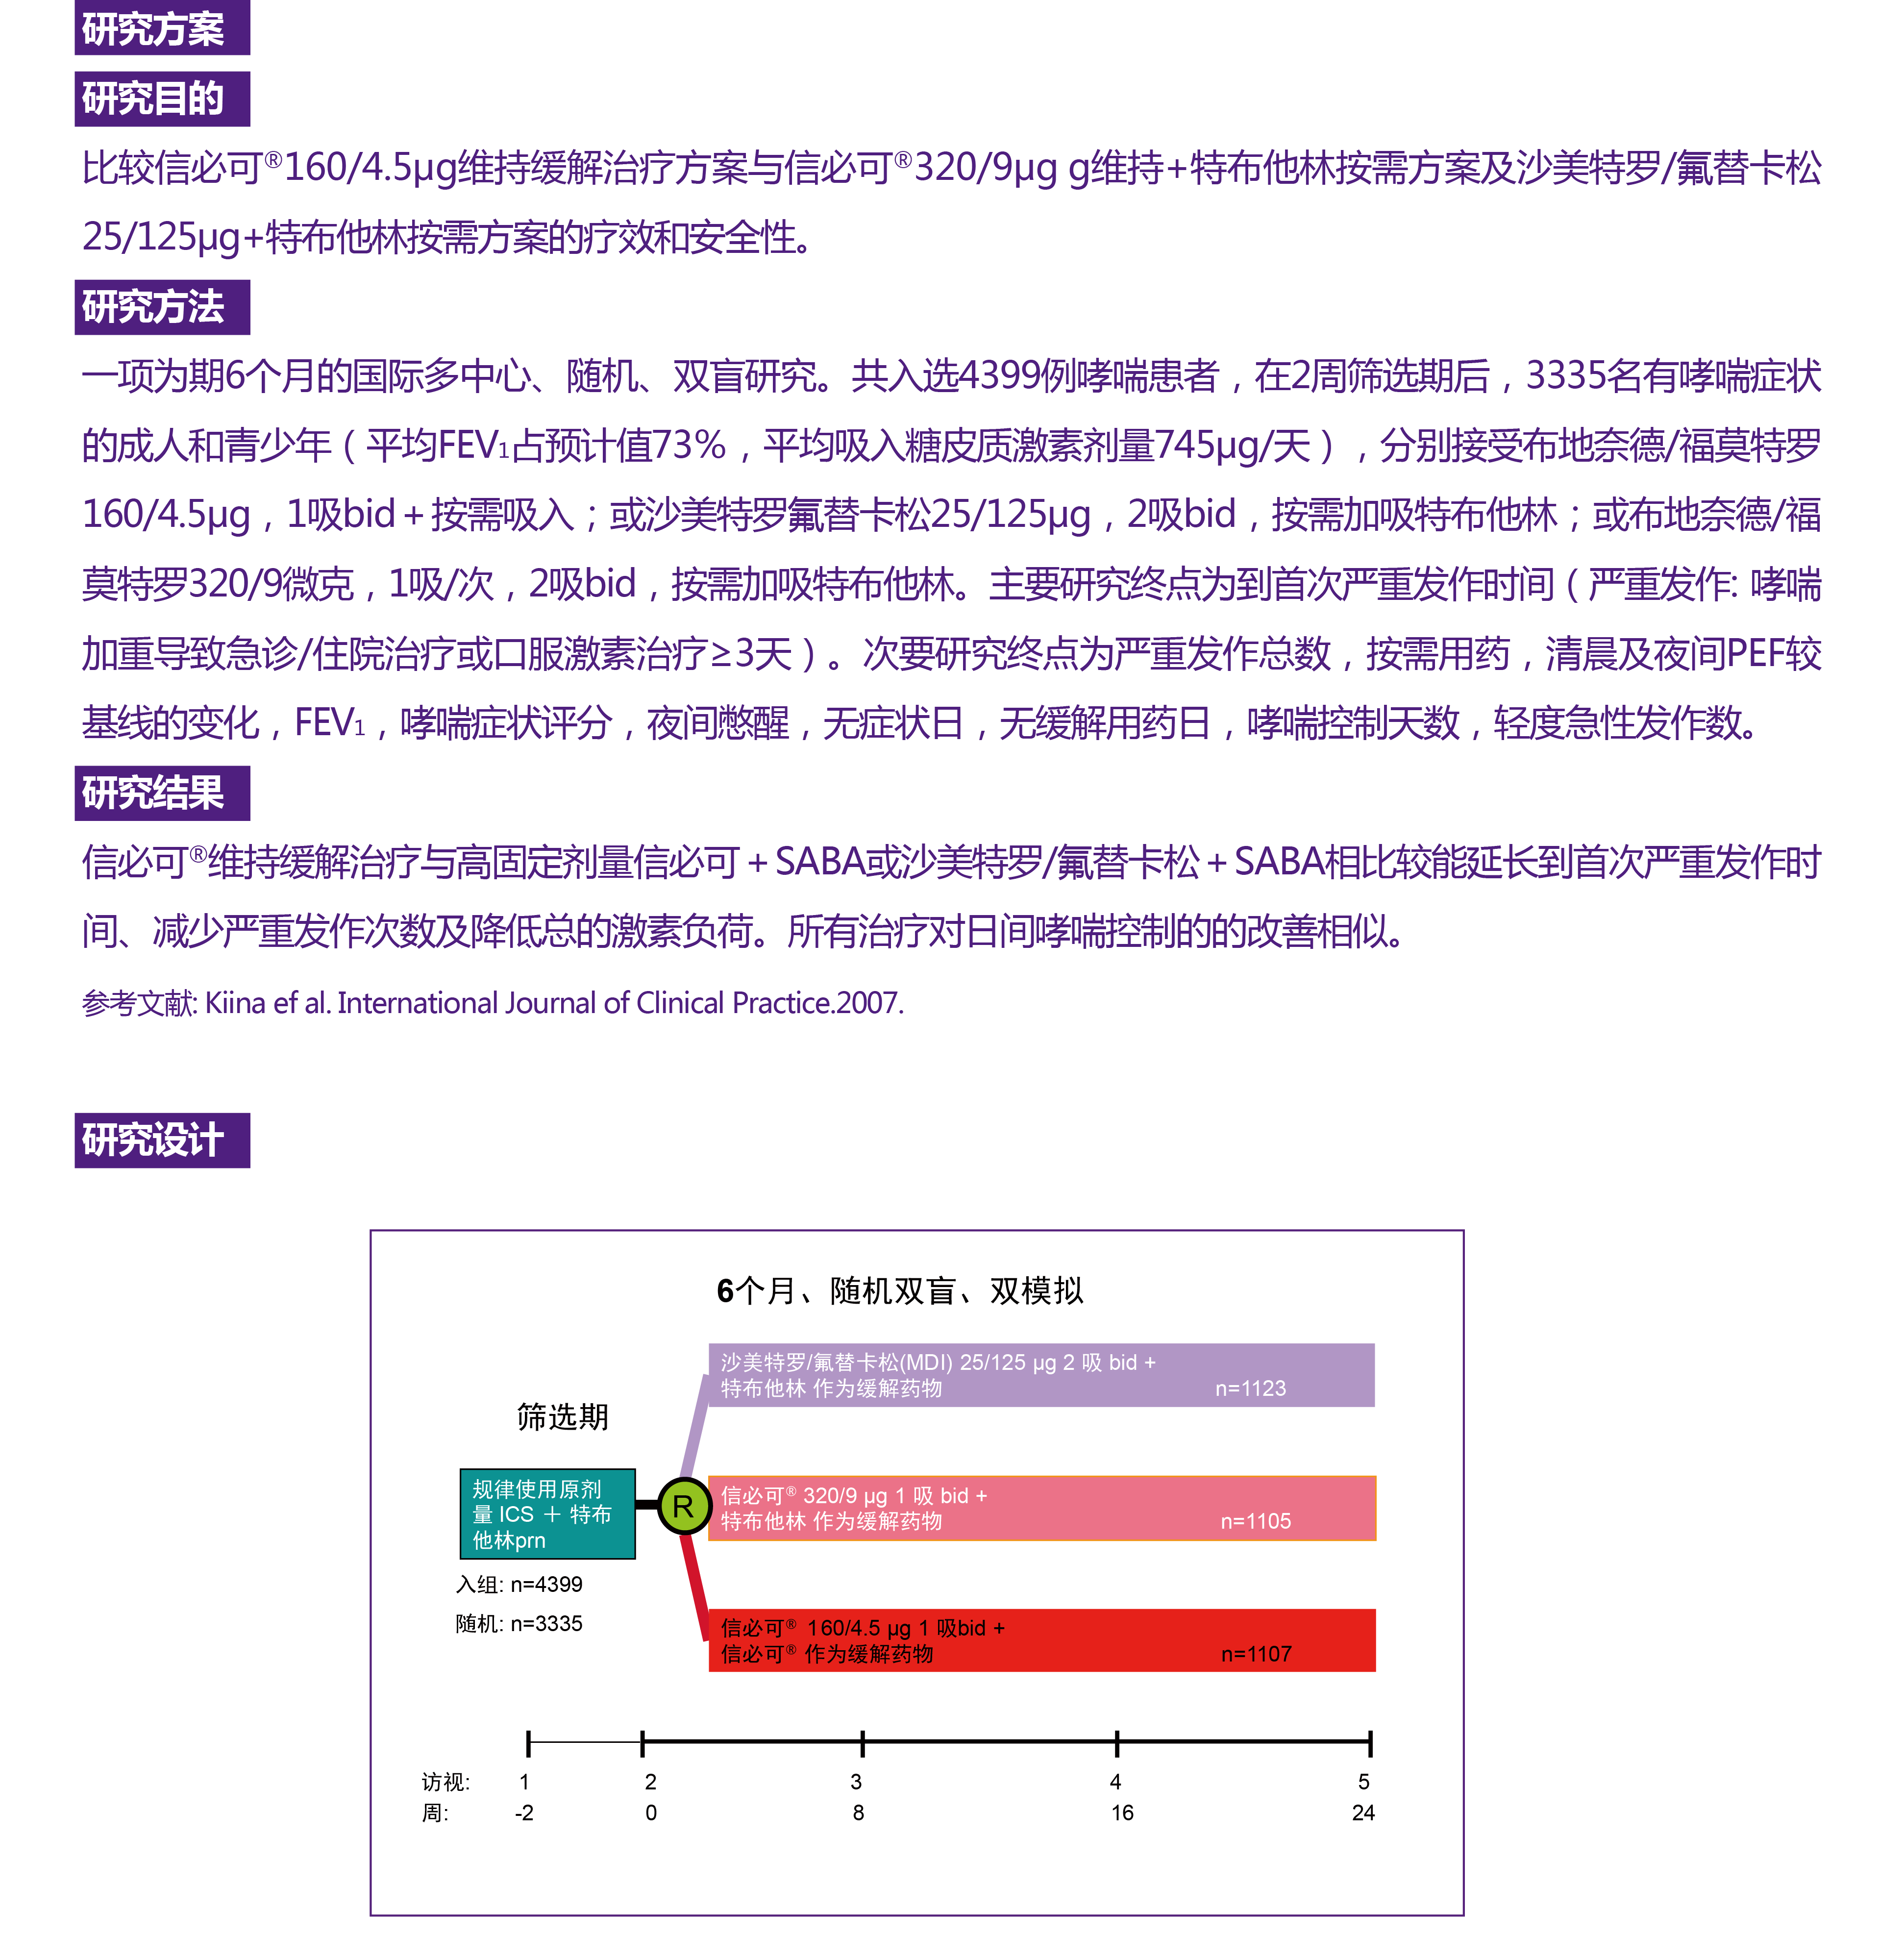 研究方案
研究目的
比较信必可®160/4.5μg维持缓解治疗方案与信必可®320/9μg g维持+特布他林按需方案及沙美特罗/氟替卡松
25/125μg+特布他林按需方案的疗效和安全性。
研究方法
一项为期6个月的国际多中心、随机、双盲研究。共入选4399例哮喘患者，在2周筛选期后，3335名有哮喘症状
的成人和青少年（平均FEV₁占预计值73%，平均吸入糖皮质激素剂量745μg/天），分别接受布地奈德/福莫特罗
160/4.5μg，1吸bid＋按需吸入；或沙美特罗氟替卡松25/125μg，2吸bid，按需加吸特布他林；或布地奈德/福
莫特罗320/9微克，1吸/次，2吸bid，按需加吸特布他林。主要研究终点为到首次严重发作时间（严重发作: 哮喘
加重导致急诊/住院治疗或口服激素治疗≥3天）。次要研究终点为严重发作总数，按需用药，清晨及夜间PEF较
基线的变化，FEV₁，哮喘症状评分，夜间憋醒，无症状日，无缓解用药日，哮喘控制天数，轻度急性发作数。
研究结果
信必可®维持缓解治疗与高固定剂量信必可＋SABA或沙美特罗/氟替卡松＋SABA相比较能延长到首次严重发作时
间、减少严重发作次数及降低总的激素负荷。所有治疗对日间哮喘控制的的改善相似。
参考文献: Kiina ef al. International Journal of Clinical Practice.2007.
研究设计
6个月、随机双盲、双模拟
沙美特罗/氟替卡松(MDI) 25/125 μg 2 吸 bid +
特布他林 作为缓解药物 n=1123
筛选期
规律使用原剂
量 ICS ＋ 特布
他林prn
R
信必可® 320/9 μg 1 吸 bid +
特布他林 作为缓解药物 n=1105
入组: n=4399
随机: n=3335
信必可® 160/4.5 μg 1 吸bid +
信必可® 作为缓解药物 n=1107
访视: 1 2 3 4 5
周: -2 0 8 16 24